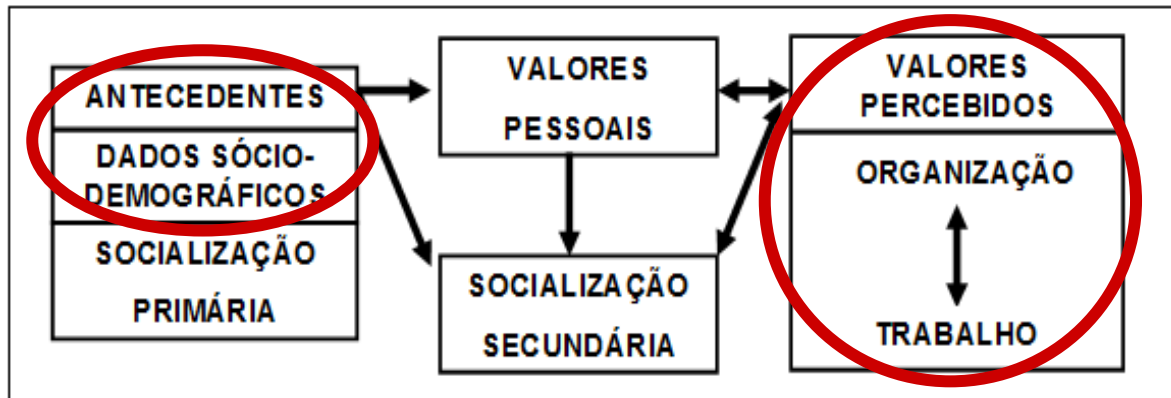 ANTECEDENTES
DADOS SÓCIO-
DEMOGRÁFICOS
SOCIALIZAÇÃO
PRIMÁRIA
VALORES
PESSOAIS
SOCIALIZAÇÃO
SECUNDÁRIA
VALORES
PERCEBIDOS
ORGANIZAÇÃO
TRABALHO